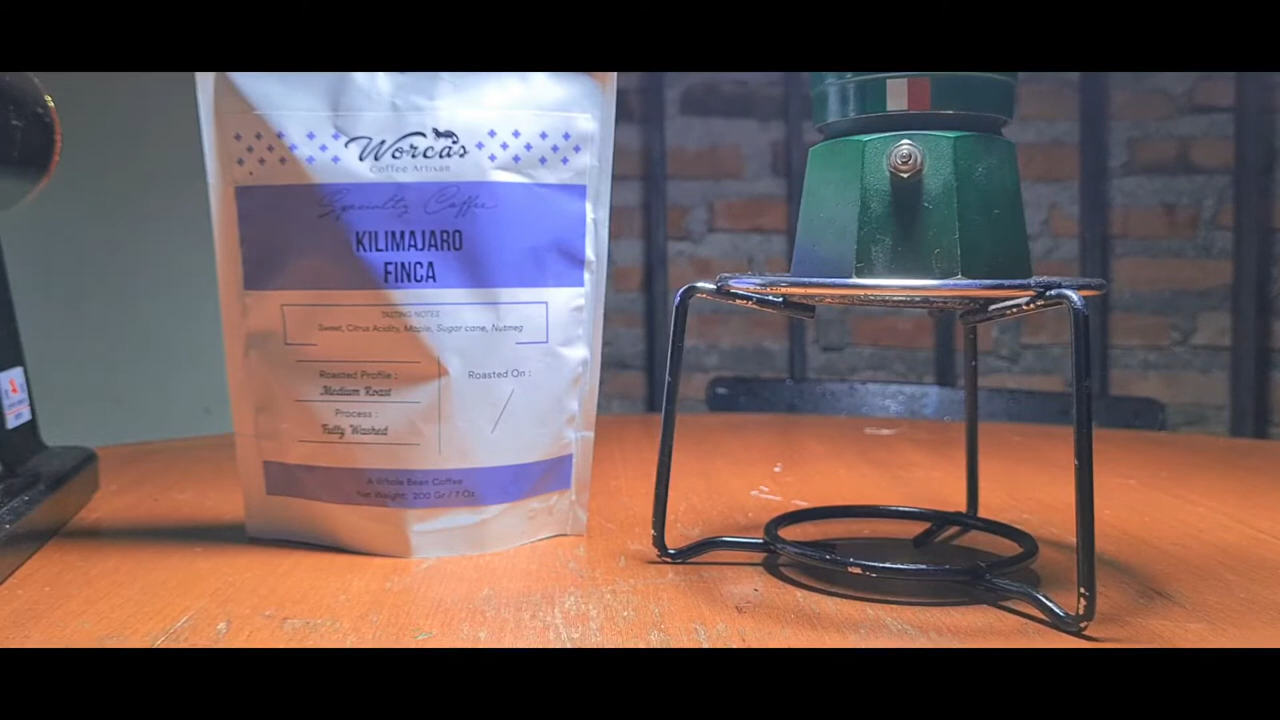 Worcas
Coffee Artisan
Specialty Coffee
KILIMAJARO
FINCA
TASTING NOTES
Sweet, Citrus Acidity, Maple, Sugar cane, Nutmeg
Roasted Profile :
Medium Roast
Process :
Fully Washed
Roasted On :
/
A Whole Bean Coffee
Net Weight: 200 Gr / 7 Oz